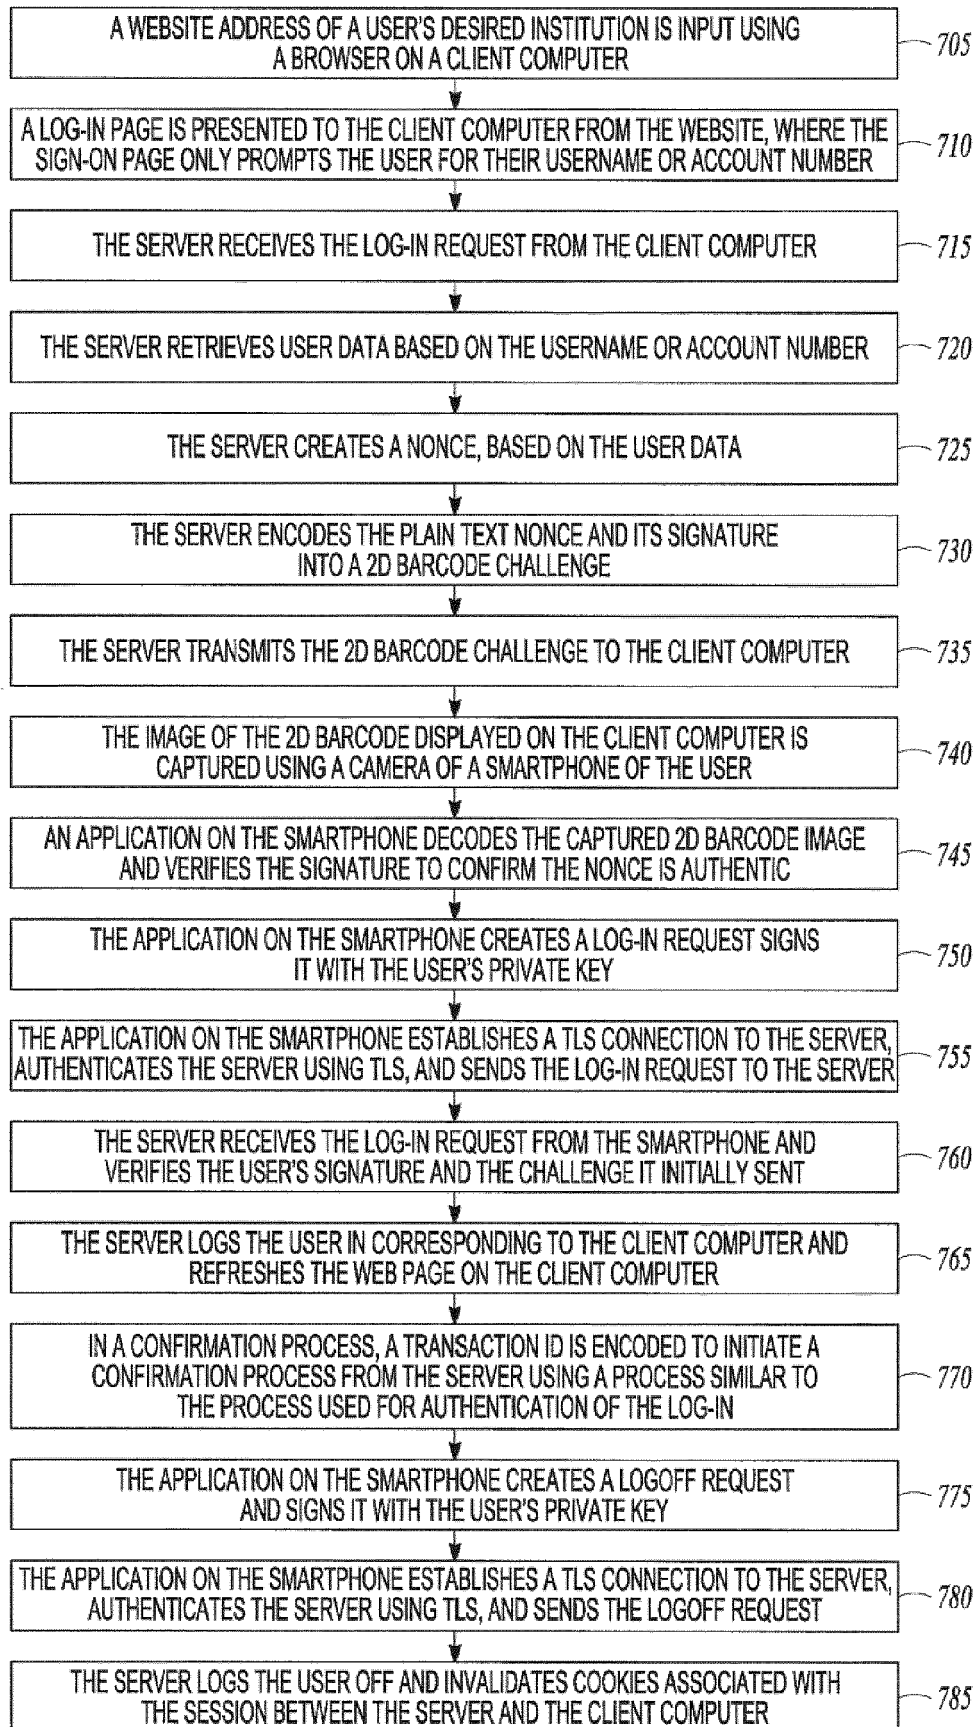 A WEBSITE ADDRESS OF A USER'S DESIRED INSTITUTION IS INPUT USING
A BROWSER ON A CLIENT COMPUTER
705
A LOG-IN PAGE IS PRESENTED TO THE CLIENT COMPUTER FROM THE WEBSITE, WHERE THE
SIGN-ON PAGE ONLY PROMPTS THE USER FOR THEIR USERNAME OR ACCOUNT NUMBER
710
THE SERVER RECEIVES THE LOG-IN REQUEST FROM THE CLIENT COMPUTER
715
THE SERVER RETRIEVES USER DATA BASED ON THE USERNAME OR ACCOUNT NUMBER
720
THE SERVER CREATES A NONCE, BASED ON THE USER DATA
725
THE SERVER ENCODES THE PLAIN TEXT NONCE AND ITS SIGNATURE
INTO A 2D BARCODE CHALLENGE
730
THE SERVER TRANSMITS THE 2D BARCODE CHALLENGE TO THE CLIENT COMPUTER
735
THE IMAGE OF THE 2D BARCODE DISPLAYED ON THE CLIENT COMPUTER IS
CAPTURED USING A CAMERA OF A SMARTPHONE OF THE USER
740
AN APPLICATION ON THE SMARTPHONE DECODES THE CAPTURED 2D BARCODE IMAGE
AND VERIFIES THE SIGNATURE TO CONFIRM THE NONCE IS AUTHENTIC
745
THE APPLICATION ON THE SMARTPHONE CREATES A LOG-IN REQUEST SIGNS
IT WITH THE USER'S PRIVATE KEY
750
THE APPLICATION ON THE SMARTPHONE ESTABLISHES A TLS CONNECTION TO THE SERVER,
AUTHENTICATES THE SERVER USING TLS, AND SENDS THE LOG-IN REQUEST TO THE SERVER
755
THE SERVER RECEIVES THE LOG-IN REQUEST FROM THE SMARTPHONE AND
VERIFIES THE USER'S SIGNATURE AND THE CHALLENGE IT INITIALLY SENT
760
THE SERVER LOGS THE USER IN CORRESPONDING TO THE CLIENT COMPUTER AND
REFRESHES THE WEB PAGE ON THE CLIENT COMPUTER
765
IN A CONFIRMATION PROCESS, A TRANSACTION ID IS ENCODED TO INITIATE A
CONFIRMATION PROCESS FROM THE SERVER USING A PROCESS SIMILAR TO
THE PROCESS USED FOR AUTHENTICATION OF THE LOG-IN
770
THE APPLICATION ON THE SMARTPHONE CREATES A LOGOFF REQUEST
AND SIGNS IT WITH THE USER'S PRIVATE KEY
775
THE APPLICATION ON THE SMARTPHONE ESTABLISHES A TLS CONNECTION TO THE SERVER,
AUTHENTICATES THE SERVER USING TLS, AND SENDS THE LOGOFF REQUEST
780
THE SERVER LOGS THE USER OFF AND INVALIDATES COOKIES ASSOCIATED WITH
THE SESSION BETWEEN THE SERVER AND THE CLIENT COMPUTER
785